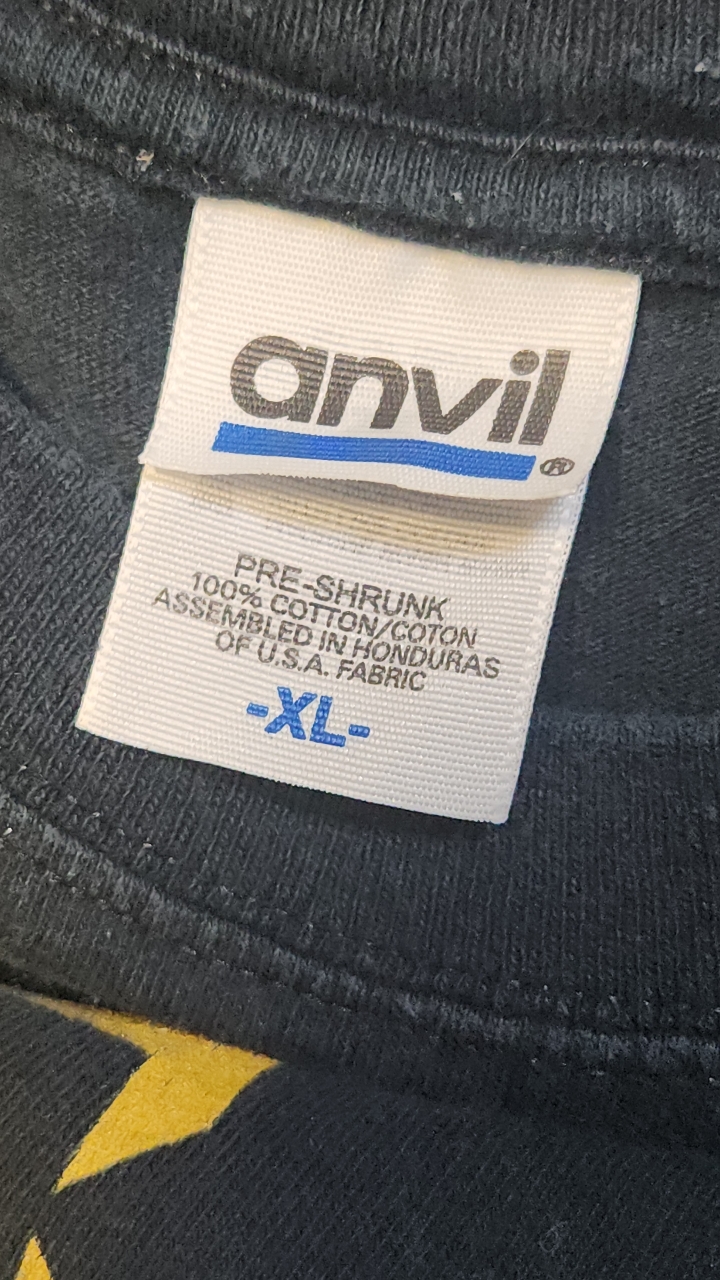 anvil®
PRE-SHRUNK
100% COTTON/COTON
ASSEMBLED IN HONDURAS
OF U.S.A. FABRIC
-XL-